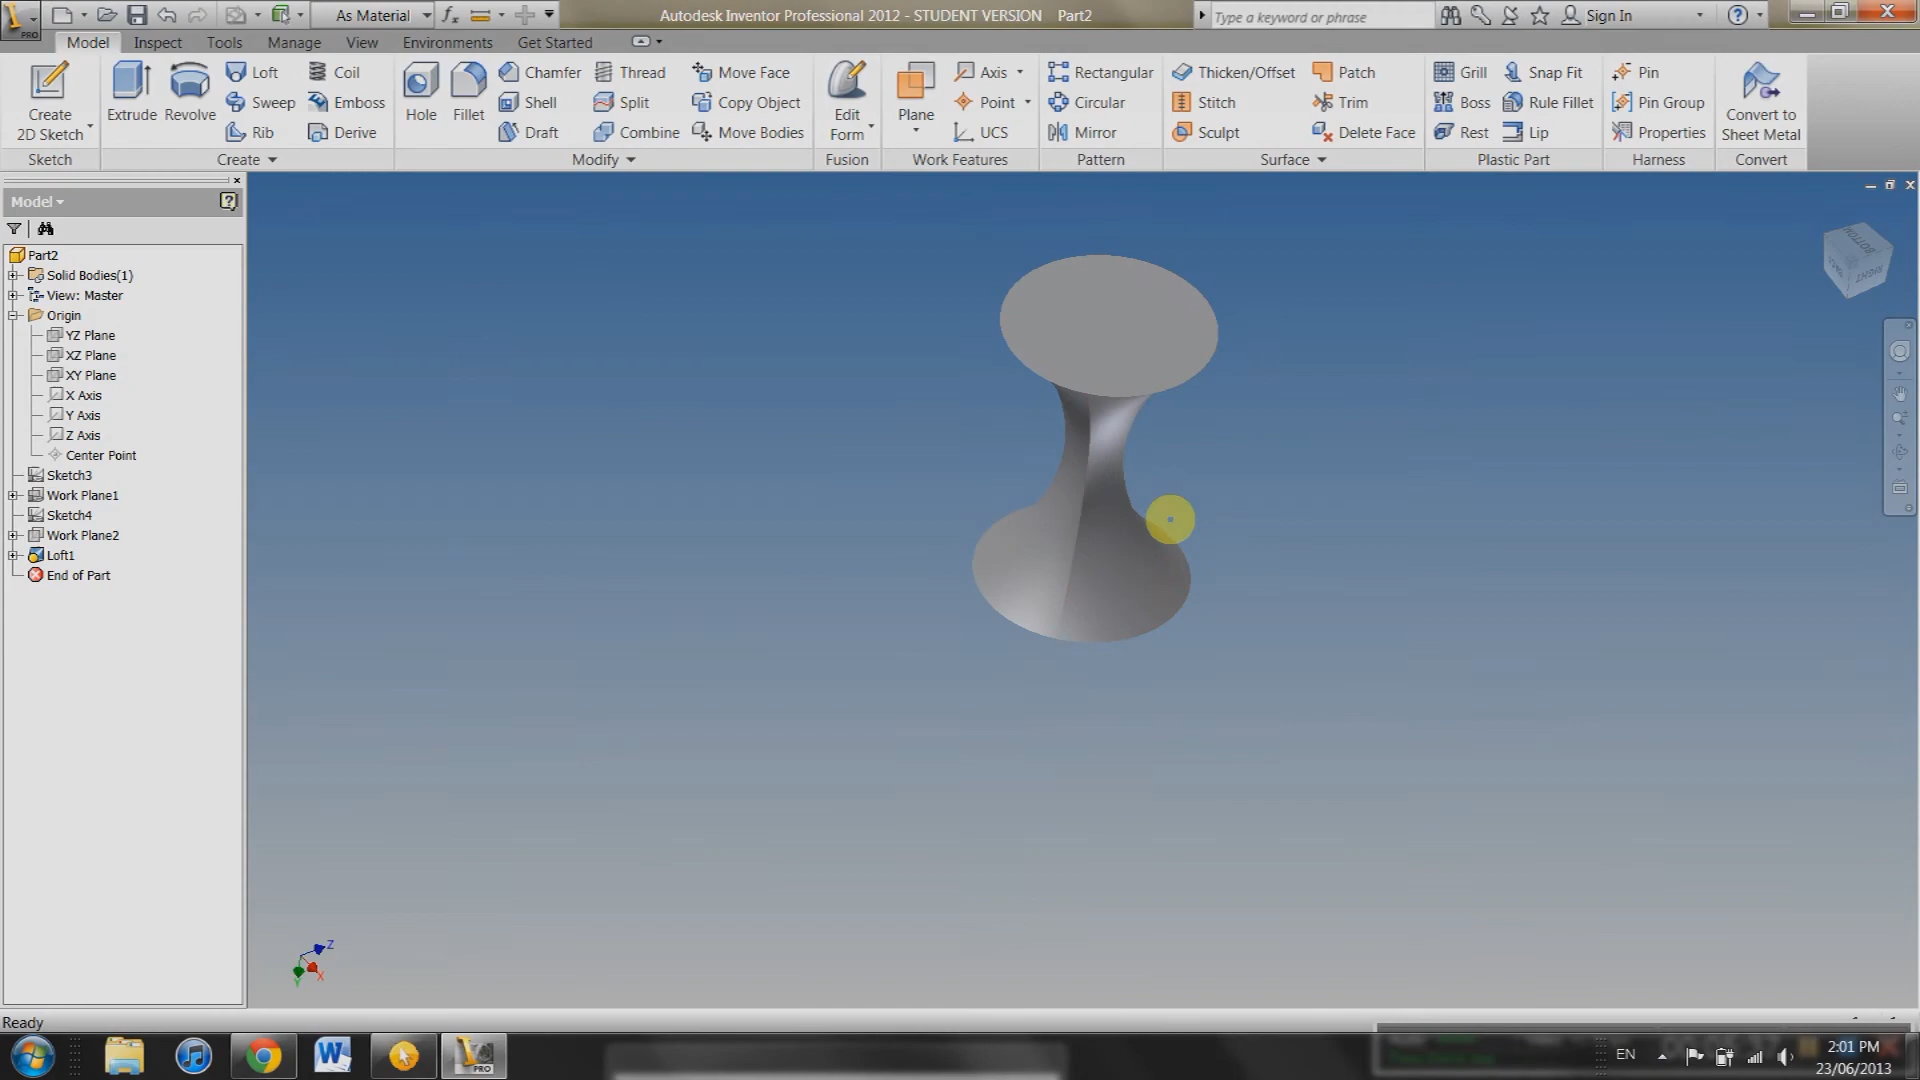 As Material
Autodesk Inventor Professional 2012 - STUDENT VERSION Part2
Type a keyword or phrase
Sign In
PRO
Model Inspect Tools Manage View Environments Get Started
Create 2D Sketch
Sketch
Extrude Revolve
Loft Coil
Sweep Emboss
Rib Derive
Create
Hole Fillet
Chamfer Thread Move Face
Shell Split Copy Object
Draft Combine Move Bodies
Modify
Edit Form
Fusion
Plane
Axis
Point
UCS
Work Features
Rectangular
Circular
Mirror
Pattern
Thicken/Offset Patch
Stitch Trim
Sculpt Delete Face
Surface
Grill Snap Fit
Boss Rule Fillet
Rest Lip
Plastic Part
Pin
Pin Group
Properties
Harness
Convert to Sheet Metal
Convert
Model
Part2
Solid Bodies(1)
View: Master
Origin
YZ Plane
XZ Plane
XY Plane
X Axis
Y Axis
Z Axis
Center Point
Sketch3
Work Plane1
Sketch4
Work Plane2
Loft1
End of Part
BOTTOM
RIGHT
Z
X
Y
Ready
PRO
EN
2:01 PM
23/06/2013